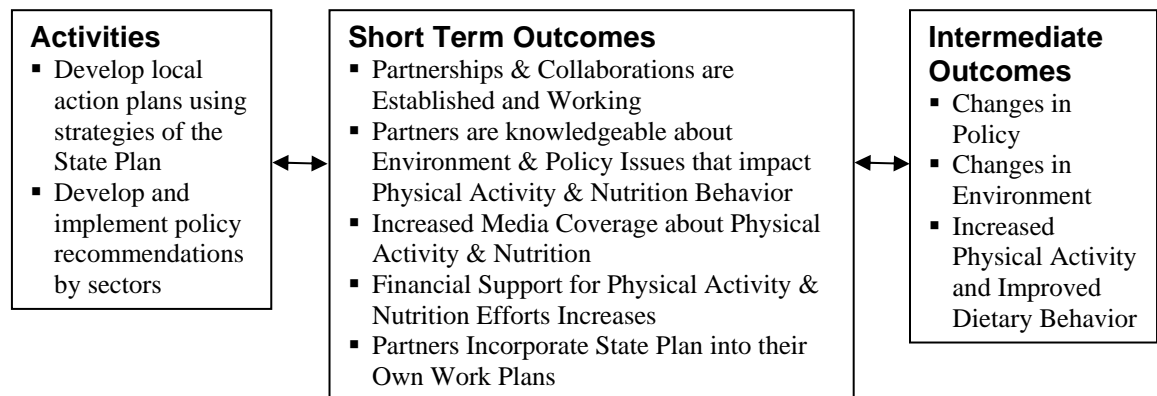 Activities
▪ Develop local
action plans using
strategies of the
State Plan
▪ Develop and
implement policy
recommendations
by sectors
Short Term Outcomes
▪ Partnerships & Collaborations are
Established and Working
▪ Partners are knowledgeable about
Environment & Policy Issues that impact
Physical Activity & Nutrition Behavior
▪ Increased Media Coverage about Physical
Activity & Nutrition
▪ Financial Support for Physical Activity &
Nutrition Efforts Increases
▪ Partners Incorporate State Plan into their
Own Work Plans
Intermediate
Outcomes
▪ Changes in
Policy
▪ Changes in
Environment
▪ Increased
Physical Activity
and Improved
Dietary Behavior